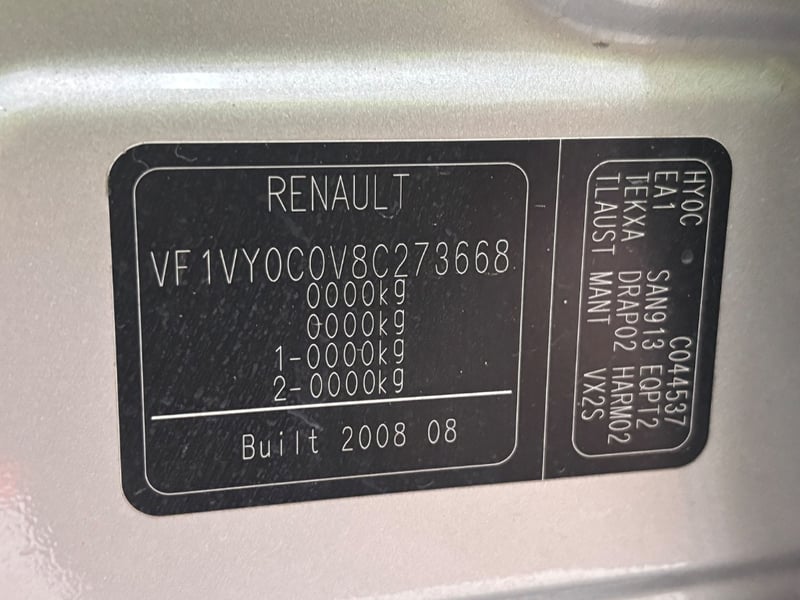 RENAULT
VF1VY0C0V8C273668
0000kg
0000kg
1-0000kg
2-0000kg
Built 2008 08
HY0C C044537
EA1 SAN913 EQPT2
TEKXA DRAP02 HARM02
TLAUST MANT VX2S